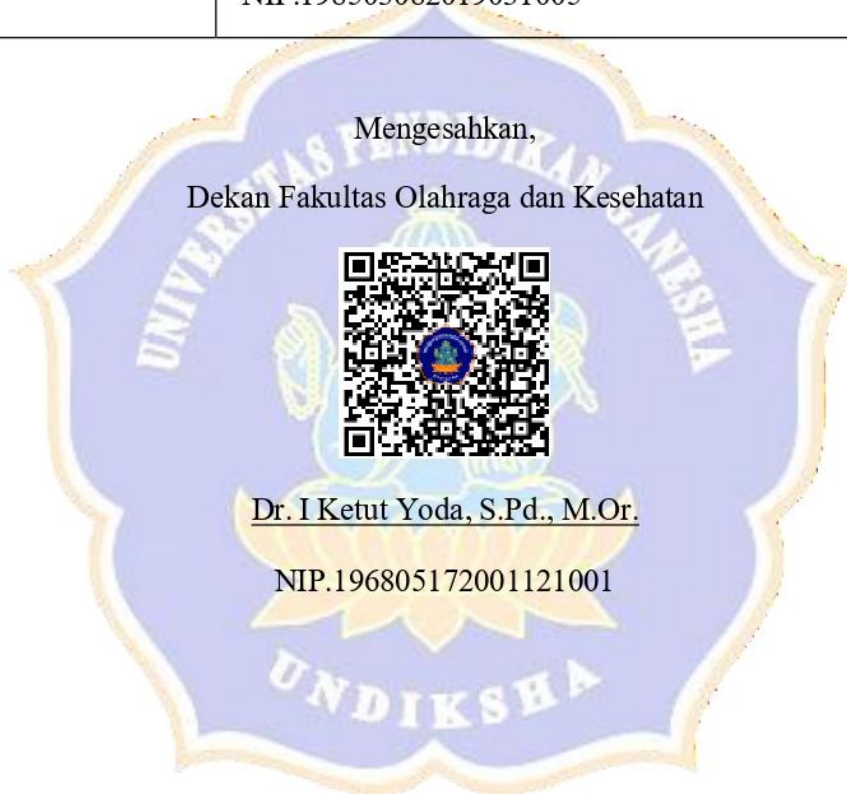 Mengesahkan,
Dekan Fakultas Olahraga dan Kesehatan
UNIVERSITAS PENDIDIKAN GANESHA
Dr. I Ketut Yoda, S.Pd., M.Or.
NIP.196805172001121001
UNDIKSHA